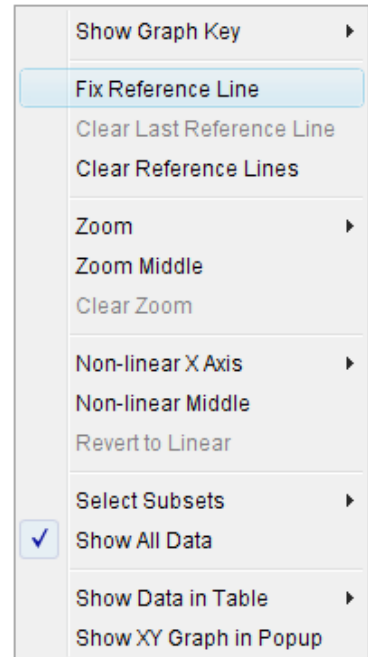 Show Graph Key
Fix Reference Line
Clear Last Reference Line
Clear Reference Lines
Zoom
Zoom Middle
Clear Zoom
Non-linear X Axis
Non-linear Middle
Revert to Linear
Select Subsets
Show All Data
Show Data in Table
Show XY Graph in Popup